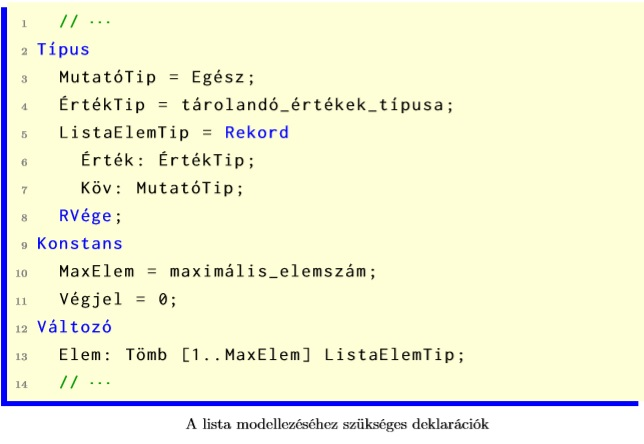 1 // ...
2 Típus
3 MutatóTip = Egész;
4 ÉrtékTip = tárolandó_értékek_típusa;
5 ListaElemTip = Rekord
6 Érték: ÉrtékTip;
7 Köv: MutatóTip;
8 RVége;
9 Konstans
10 MaxElem = maximális_elemszám;
11 Végjel = 0;
12 Változó
13 Elem: Tömb [1..MaxElem] ListaElemTip;
14 // ...
A lista modellezéséhez szükséges deklarációk